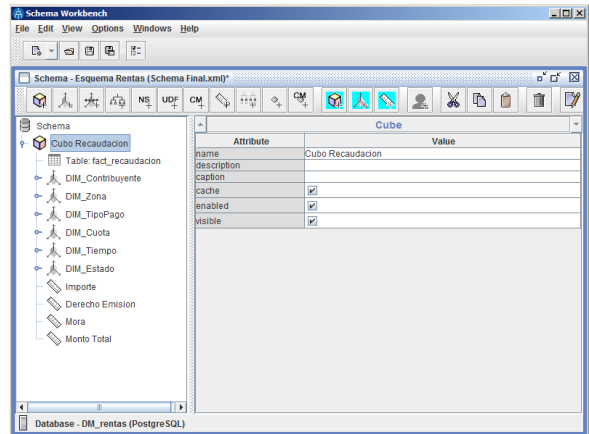 Schema Workbench
File Edit View Options Windows Help
Schema - Esquema Rentas (Schema Final.xml)*
NS UDF CM CM
Schema
Cubo Recaudacion
Table: fact_recaudacion
DIM_Contribuyente
DIM_Zona
DIM_TipoPago
DIM_Cuota
DIM_Tiempo
DIM_Estado
Importe
Derecho Emision
Mora
Monto Total
Cube
Attribute Value
name Cubo Recaudacion
description
caption
cache
enabled
visible
Database - DM_rentas (PostgreSQL)